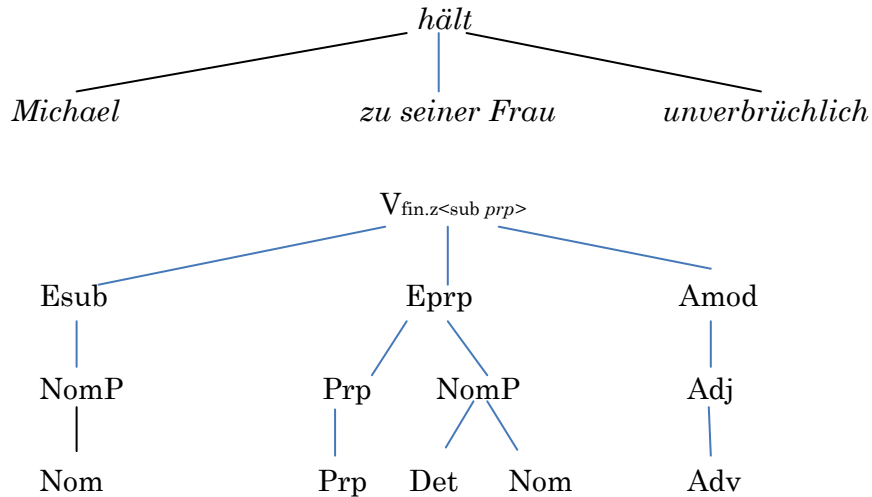 hält
Michael zu seiner Frau unverbrüchlich
Vfin.z<sub prp>
Esub Eprp Amod
NomP Prp NomP Adj
Nom Prp Det Nom Adv